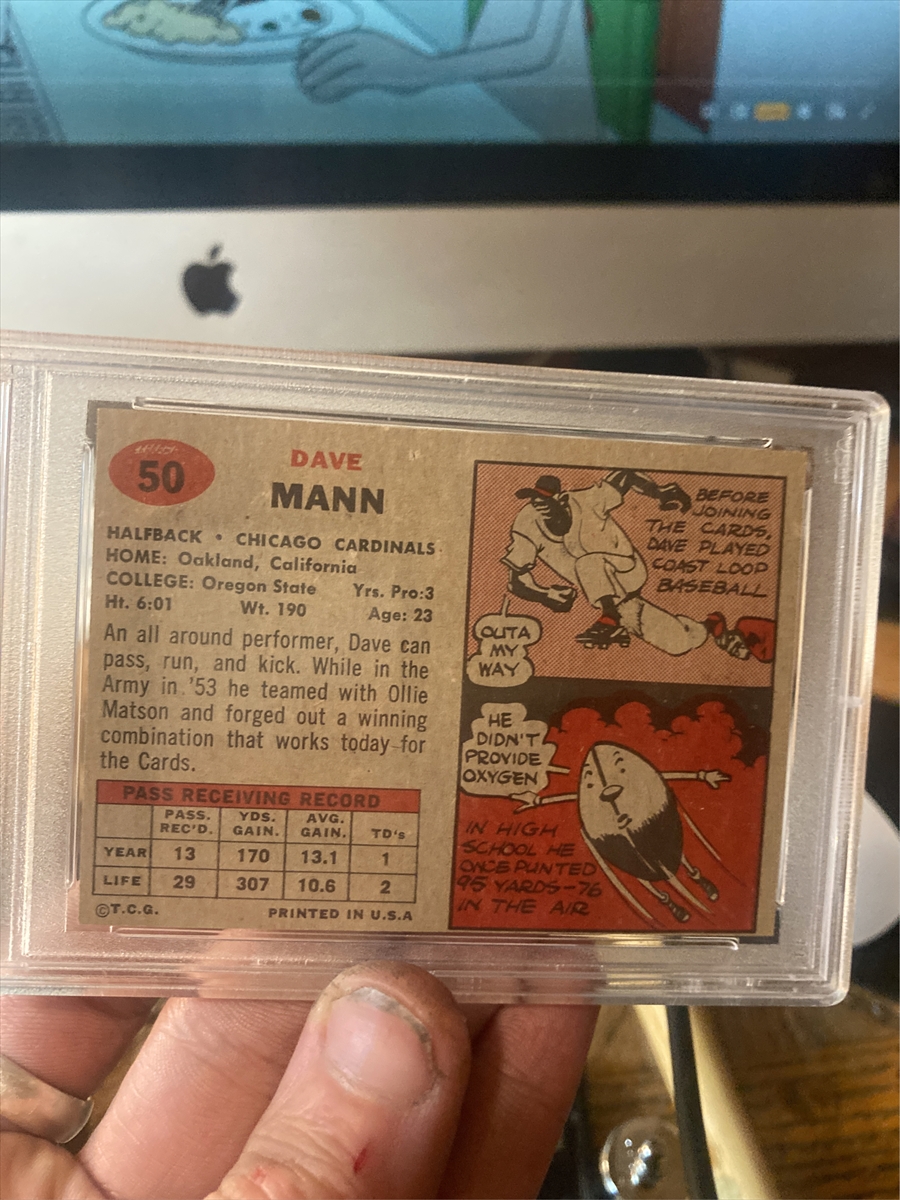 50
DAVE
MANN
HALFBACK • CHICAGO CARDINALS
HOME: Oakland, California
COLLEGE: Oregon State Yrs. Pro:3
Ht. 6:01 Wt. 190 Age: 23
An all around performer, Dave can
pass, run, and kick. While in the
Army in '53 he teamed with Ollie
Matson and forged out a winning
combination that works today for
the Cards.
PASS RECEIVING RECORD
PASS. REC'D. YDS. GAIN. AVG. GAIN. TD's
YEAR 13 170 13.1 1
LIFE 29 307 10.6 2
©T.C.G. PRINTED IN U.S.A
BEFORE
JOINING
THE CARDS,
DAVE PLAYED
COAST LOOP
BASEBALL
OUTA
MY
WAY
HE
DIDN'T
PROVIDE
OXYGEN
IN HIGH
SCHOOL HE
ONCE PUNTED
95 YARDS-76
IN THE AIR